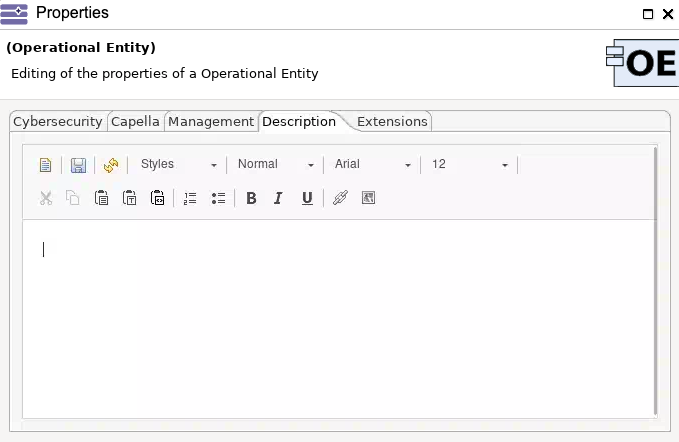 Properties
(Operational Entity)
Editing of the properties of a Operational Entity
OE
Cybersecurity Capella Management Description Extensions
Styles Normal Arial 12
B I U